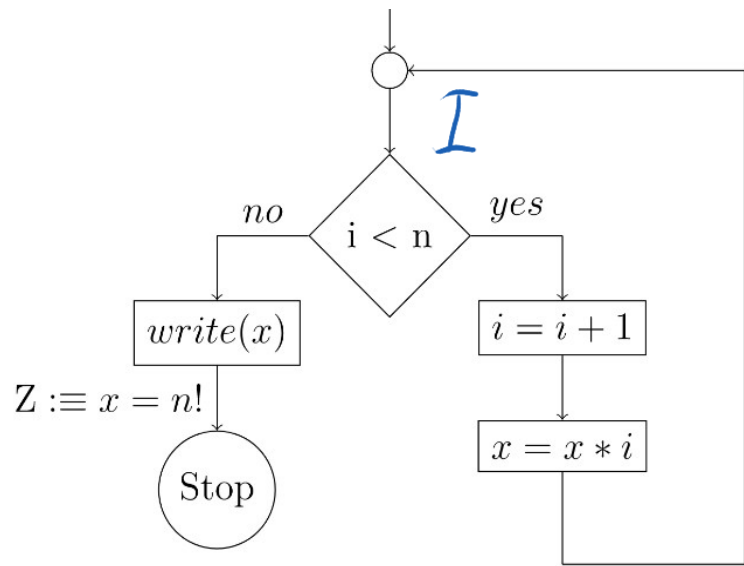 I
no
yes
i < n
write(x)
i = i + 1
Z :≡ x = n!
x = x ∗ i
Stop